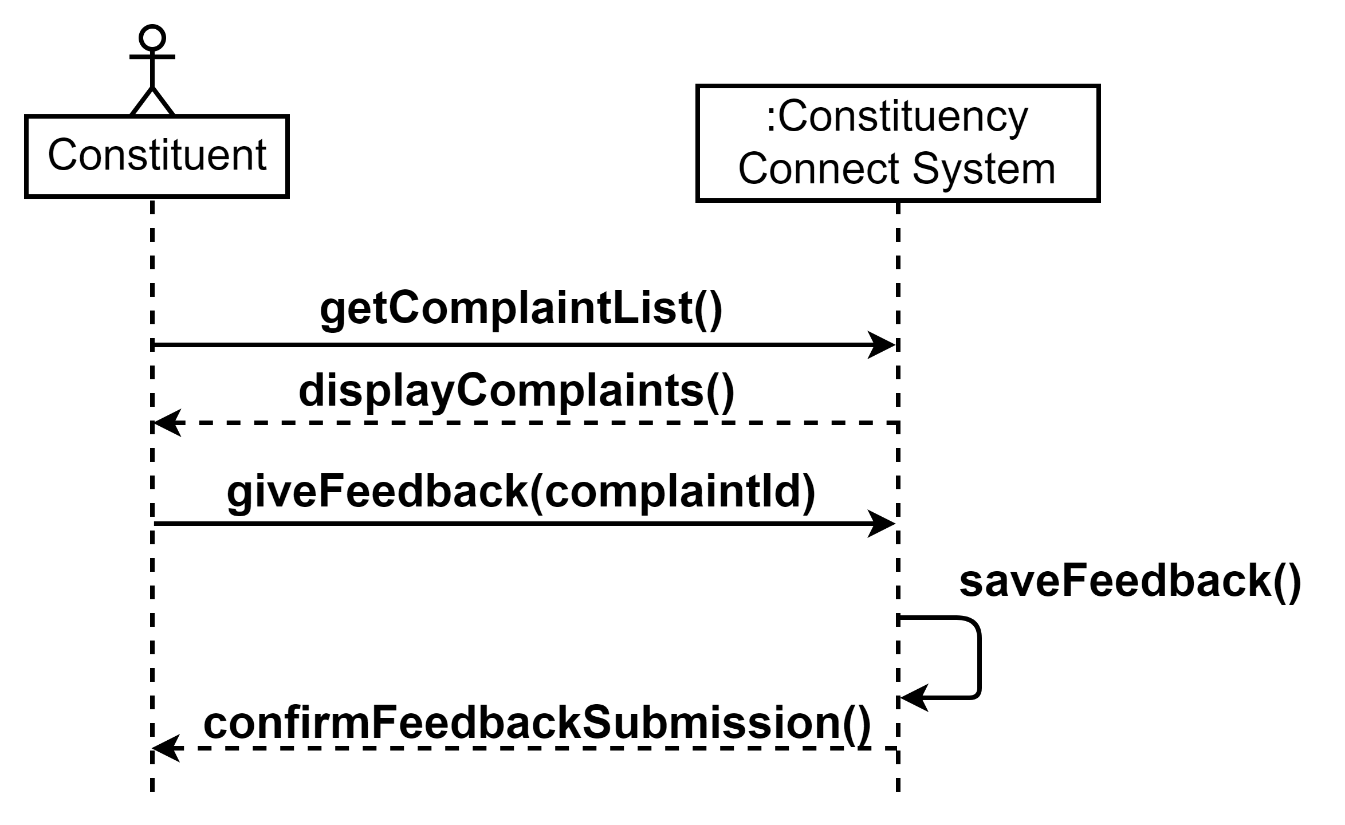 Constituent
:Constituency
Connect System
getComplaintList()
displayComplaints()
giveFeedback(complaintId)
saveFeedback()
confirmFeedbackSubmission()